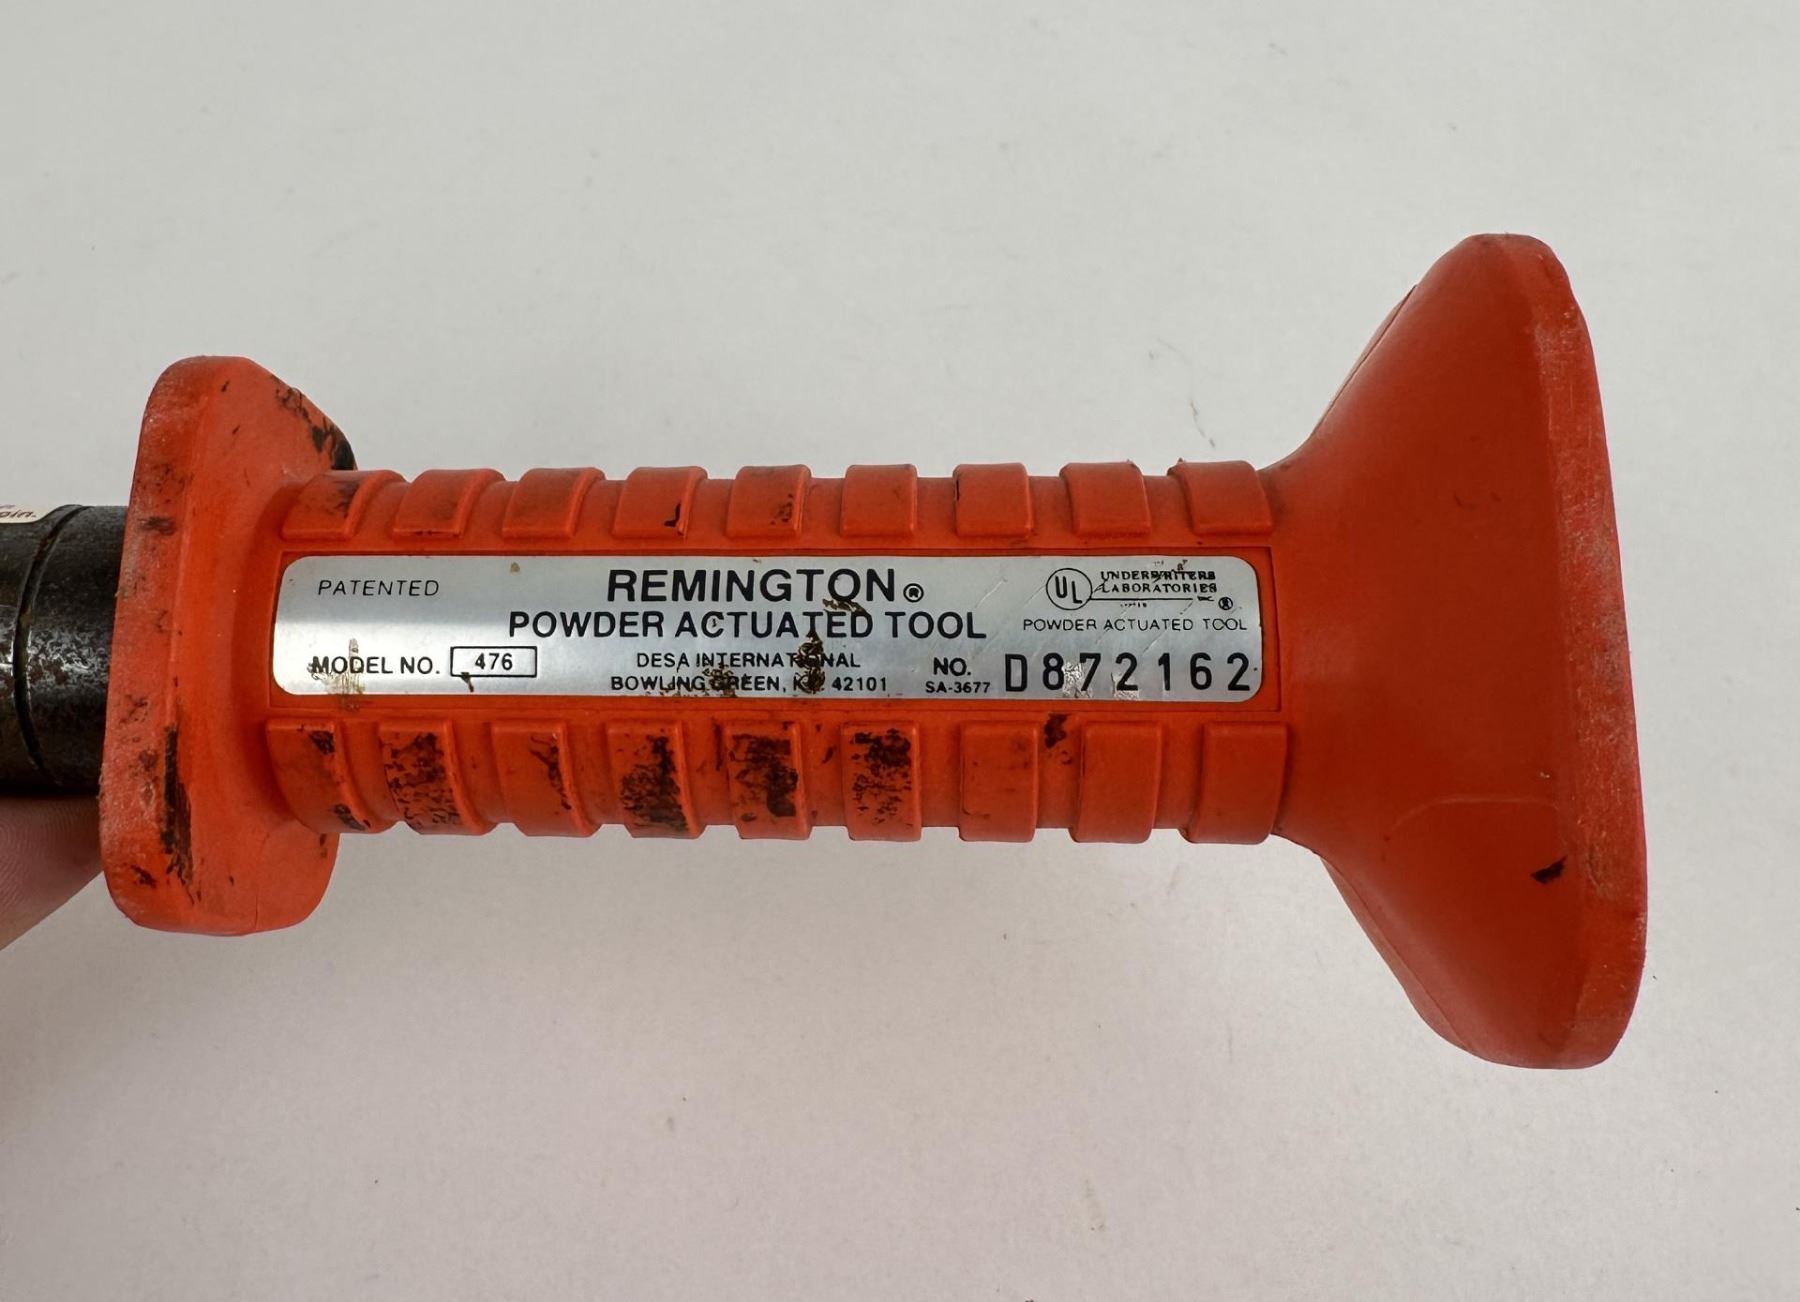 PATENTED
REMINGTON®
POWDER ACTUATED TOOL
MODEL NO. 476
DESA INTERNATIONAL
BOWLING GREEN, 42101
UL UNDERWRITERS
LABORATORIES
®
POWDER ACTUATED TOOL
NO. D872162
SA-3677